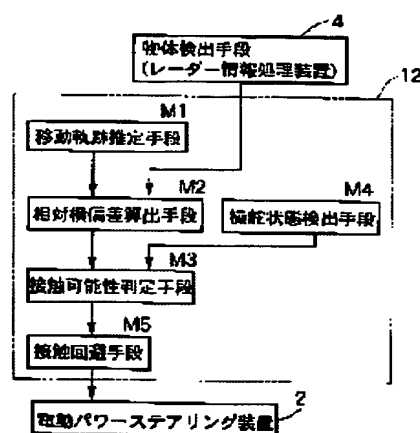 4
物体検出手段
(レーダー情報処理装置)
12
M1
移動軌跡推定手段
M2
相対横偏差算出手段
M4
操舵状態検出手段
M3
接触可能性判定手段
M5
接触回避手段
2
電動パワーステアリング装置